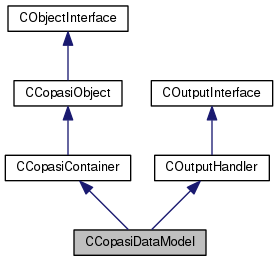 CObjectInterface
CCopasiObject
COutputInterface
CCopasiContainer
COutputHandler
CCopasiDataModel